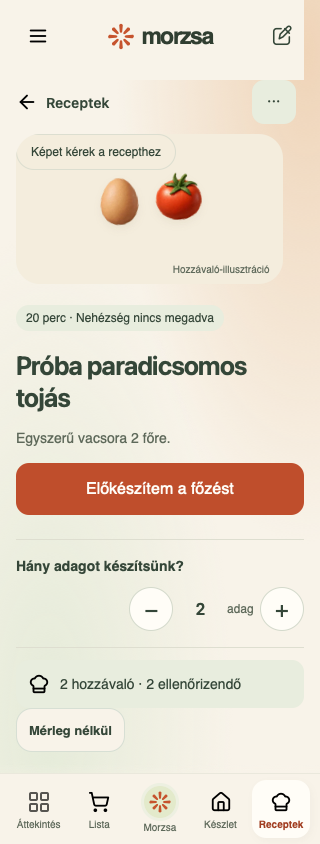 morzsa
Receptek
...
Képet kérek a recepthez
Hozzávaló-illusztráció
20 perc · Nehézség nincs megadva
Próba paradicsomos
tojás
Egyszerű vacsora 2 főre.
Előkészítem a főzést
Hány adagot készítsünk?
− 2 adag +
2 hozzávaló · 2 ellenőrizendő
Mérleg nélkül
Áttekintés Lista Morzsa Készlet Receptek